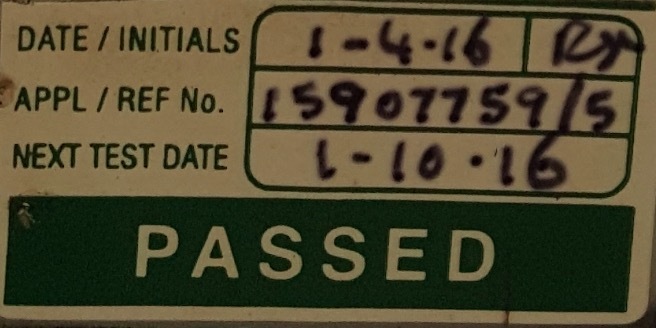 DATE / INITIALS 1-4-16
APPL / REF No. 15907759/5
NEXT TEST DATE 1-10-16
PASSED